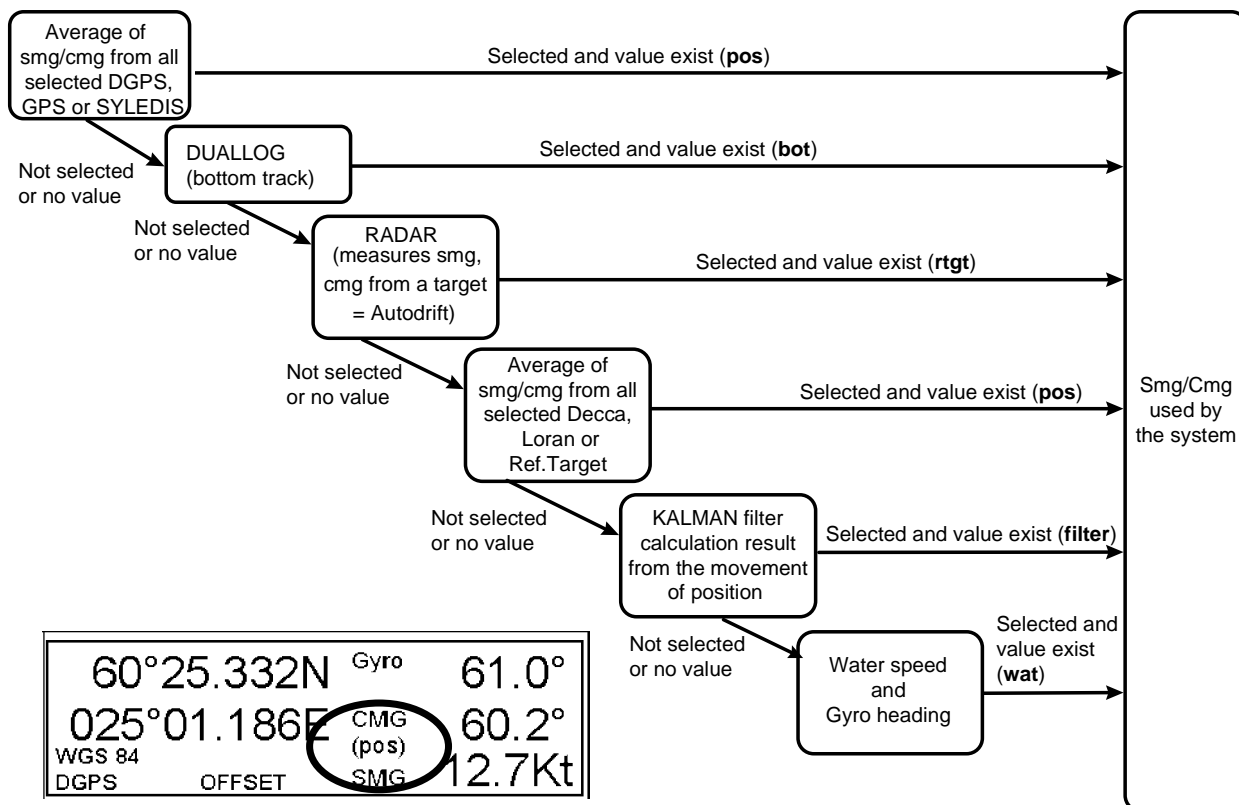 Average of
smg/cmg from all
selected DGPS,
GPS or SYLEDIS
Selected and value exist (pos)
Not selected
or no value
DUALLOG
(bottom track)
Selected and value exist (bot)
Not selected
or no value
RADAR
(measures smg,
cmg from a target
= Autodrift)
Selected and value exist (rtgt)
Not selected
or no value
Average of
smg/cmg from all
selected Decca,
Loran or
Ref.Target
Selected and value exist (pos)
Smg/Cmg
used by
the system
Not selected
or no value
KALMAN filter
calculation result
from the movement
of position
Selected and value exist (filter)
Not selected
or no value
Water speed
and
Gyro heading
Selected and
value exist
(wat)
60°25.332N Gyro 61.0°
025°01.186E CMG 60.2°
(pos)
WGS 84
DGPS OFFSET SMG 12.7Kt